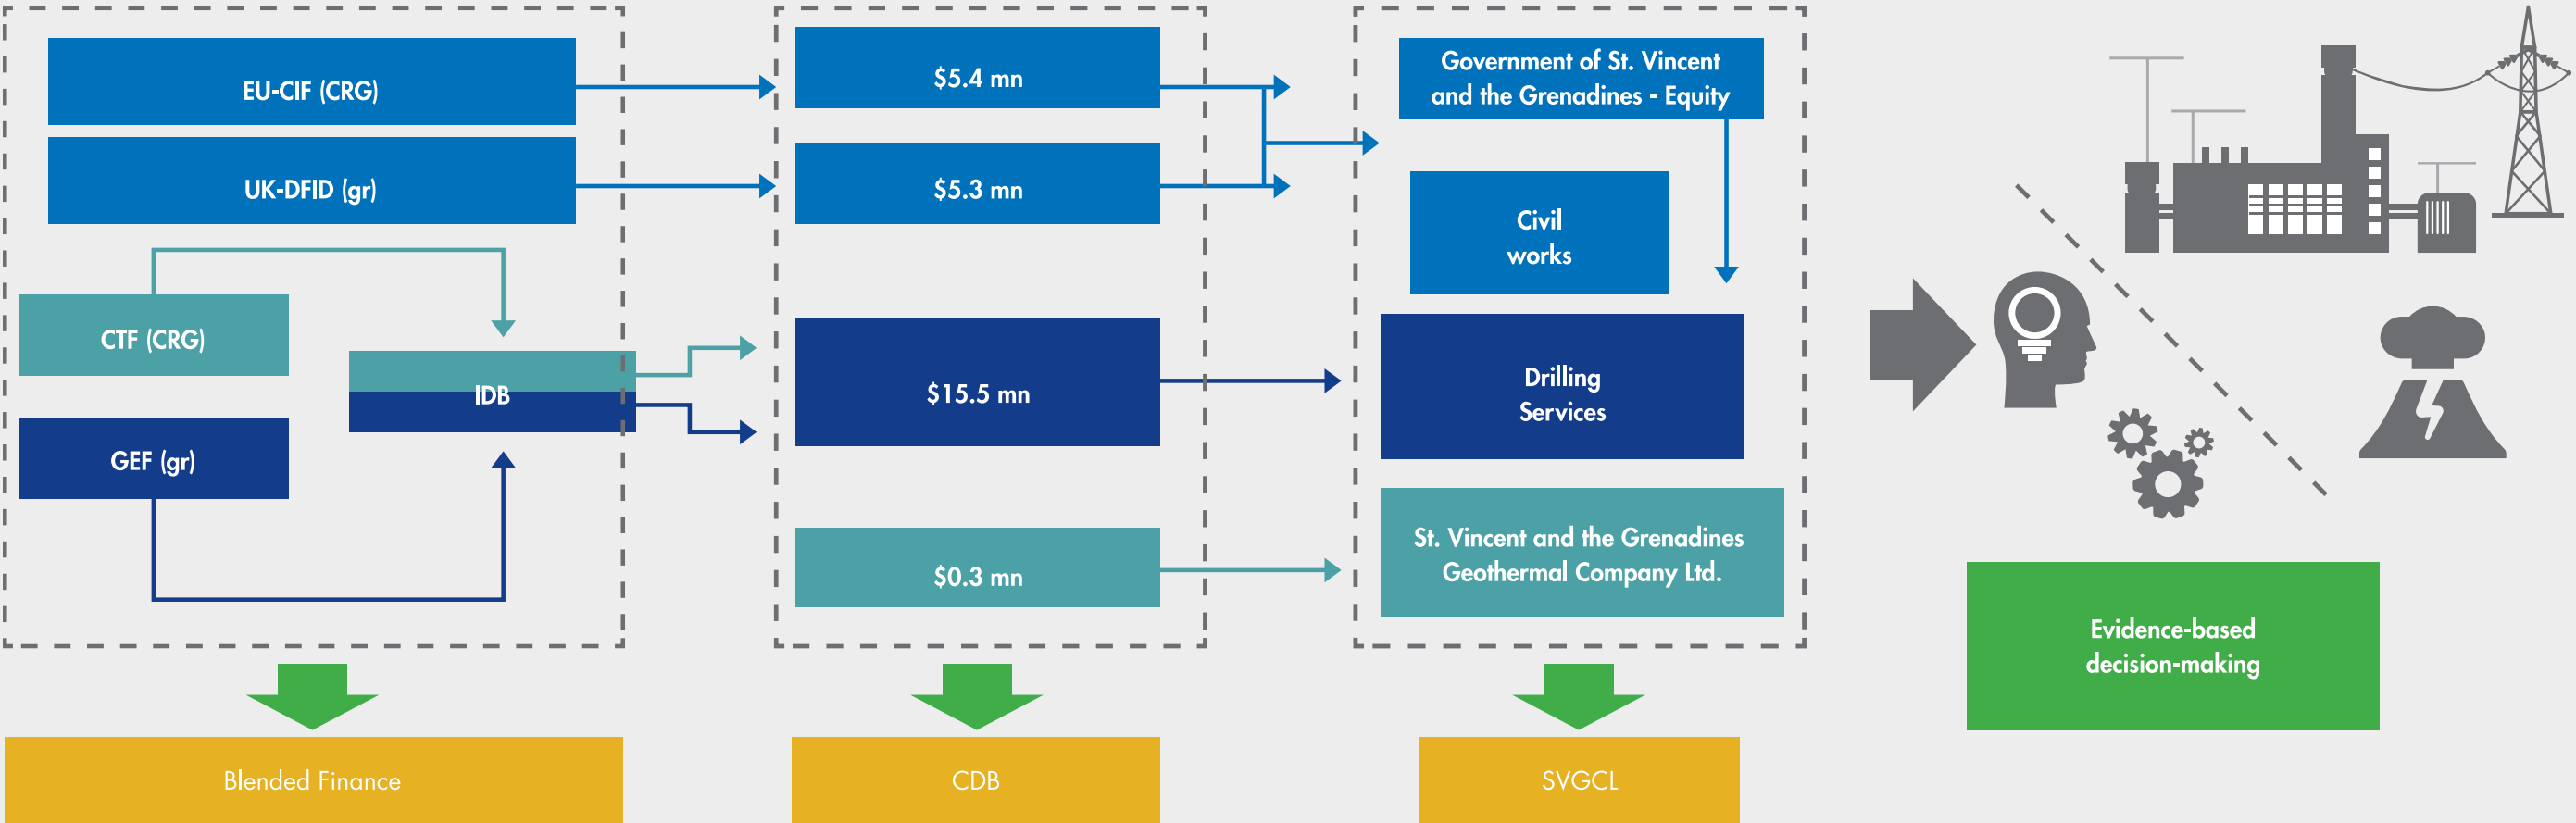 EU-CIF (CRG)
UK-DFID (gr)
CTF (CRG)
GEF (gr)
IDB
Blended Finance
$5.4 mn
$5.3 mn
$15.5 mn
$0.3 mn
CDB
Government of St. Vincent
and the Grenadines - Equity
Civil
works
Drilling
Services
St. Vincent and the Grenadines
Geothermal Company Ltd.
SVGCL
Evidence-based
decision-making